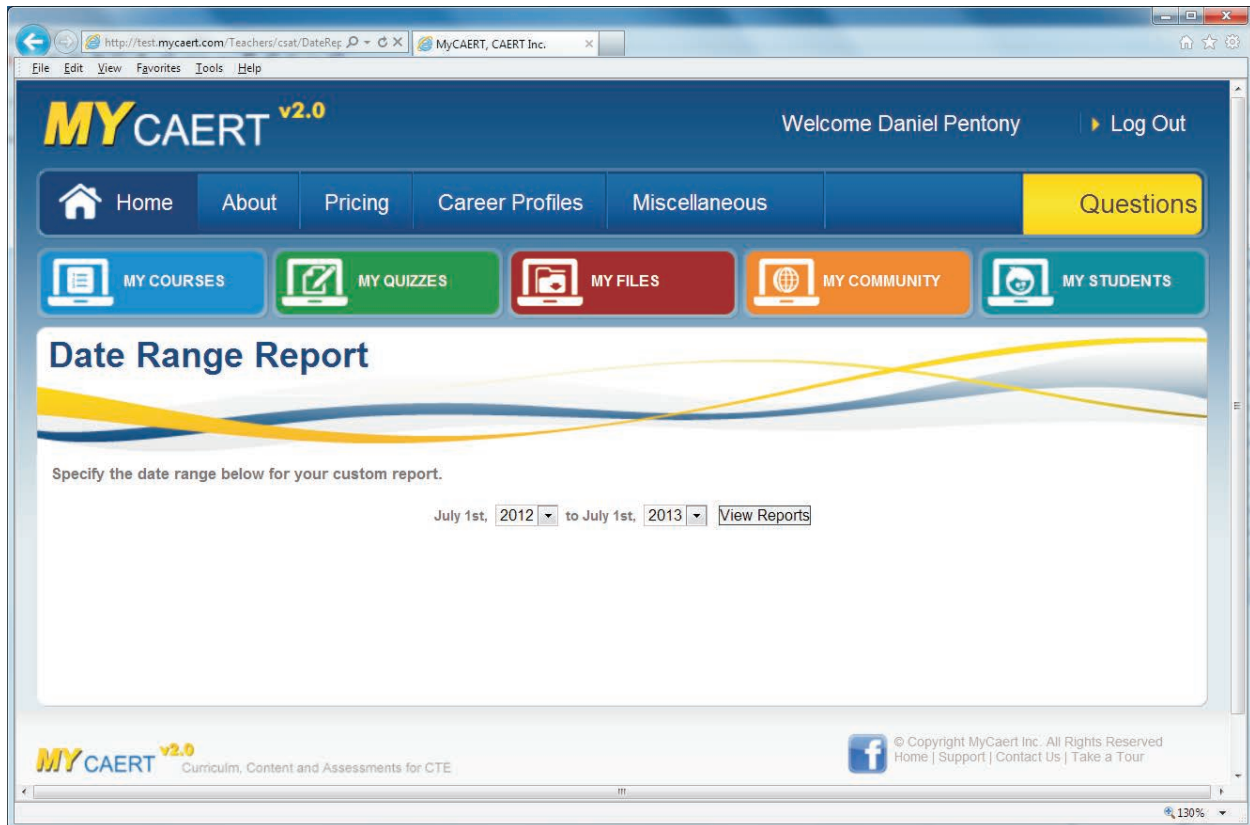 http://test.mycaert.com/Teachers/csat/DateRep
MyCAERT, CAERT Inc.
File Edit View Favorites Tools Help
MYCAERT v2.0
Welcome Daniel Pentony
Log Out
Home About Pricing Career Profiles Miscellaneous Questions
MY COURSES MY QUIZZES MY FILES MY COMMUNITY MY STUDENTS
Date Range Report
Specify the date range below for your custom report.
July 1st, 2012 to July 1st, 2013 View Reports
MYCAERT v2.0
Curriculm, Content and Assessments for CTE
© Copyright MyCaert Inc. All Rights Reserved
Home | Support | Contact Us | Take a Tour
130%